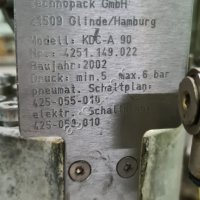 Technopack GmbH
21509 Glinde/Hamburg
Modell: KDC-A 90
Nr.: 4251.149.022
Baujahr: 2002
Druck: min.5 max.6 bar
pneumat. Schaltplan:
425-055-010
elektr. Schaltplan:
425-050-010